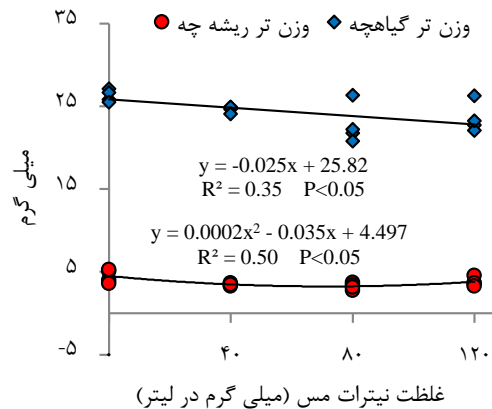 وزن تر گیاهچه وزن تر ریشه چه
۳۵
۲۵
۱۵
۵
-۵
میلی گرم
y = -0.025x + 25.82
R² = 0.35 P<0.05
y = 0.0002x² - 0.035x + 4.497
R² = 0.50 P<0.05
۰ ۴۰ ۸۰ ۱۲۰
غلظت نیترات مس (میلی گرم در لیتر)